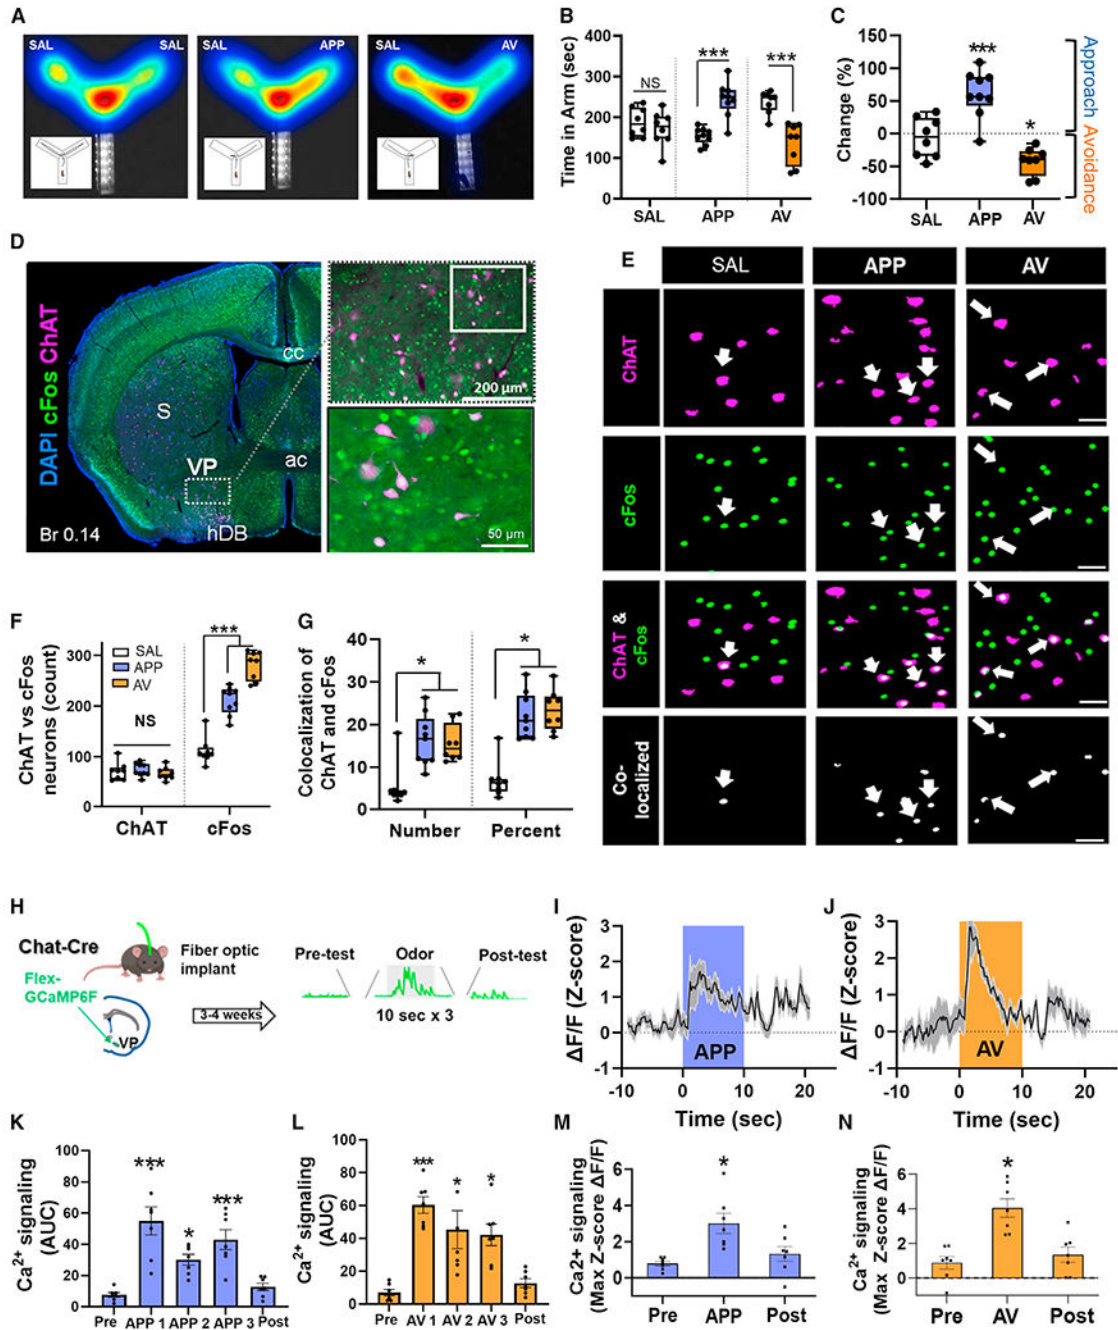 A
SAL SAL
SAL APP
SAL AV
B
Time in Arm (sec)
400
300
200
100
0
NS
***
***
SAL APP AV
C
Change (%)
150
100
50
0
-50
-100
***
*
SAL APP AV
Approach
Avoidance
D
DAPI cFos ChAT
cc
S
VP
ac
hDB
Br 0.14
200 µm
50 µm
E
SAL APP AV
ChAT
cFos
ChAT &
cFos
Co-
localized
F
ChAT vs cFos
neurons (count)
300
200
100
0
SAL
APP
AV
NS
***
ChAT cFos
G
Colocalization of
ChAT and cFos
40
30
20
10
0
*
*
Number Percent
H
Chat-Cre
Flex-
GCaMP6F
VP
Fiber optic
implant
3-4 weeks
Pre-test Odor Post-test
10 sec x 3
I
ΔF/F (Z-score)
3
2
1
0
-1
APP
-10 0 10 20
Time (sec)
J
ΔF/F (Z-score)
3
2
1
0
-1
AV
-10 0 10 20
Time (sec)
K
Ca2+ signaling
(AUC)
100
80
60
40
20
0
***
*
***
Pre APP 1 APP 2 APP 3 Post
L
Ca2+ signaling
(AUC)
100
80
60
40
20
0
***
*
*
Pre AV 1 AV 2 AV 3 Post
M
Ca2+ signaling
(Max Z-score ΔF/F)
6
4
2
0
*
Pre APP Post
N
Ca2+ signaling
(Max Z-score ΔF/F)
6
4
2
0
*
Pre AV Post